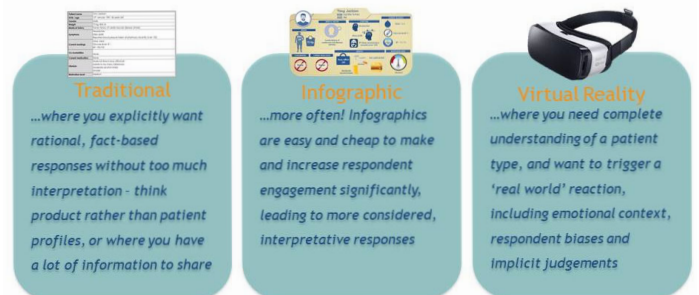 Traditional
...where you explicitly want
rational, fact-based
responses without too much
interpretation - think
product rather than patient
profiles, or where you have
a lot of information to share
Infographic
...more often! Infographics
are easy and cheap to make
and increase respondent
engagement significantly,
leading to more considered,
interpretative responses
Virtual Reality
...where you need complete
understanding of a patient
type, and want to trigger a
‘real world’ reaction,
including emotional context,
respondent biases and
implicit judgements